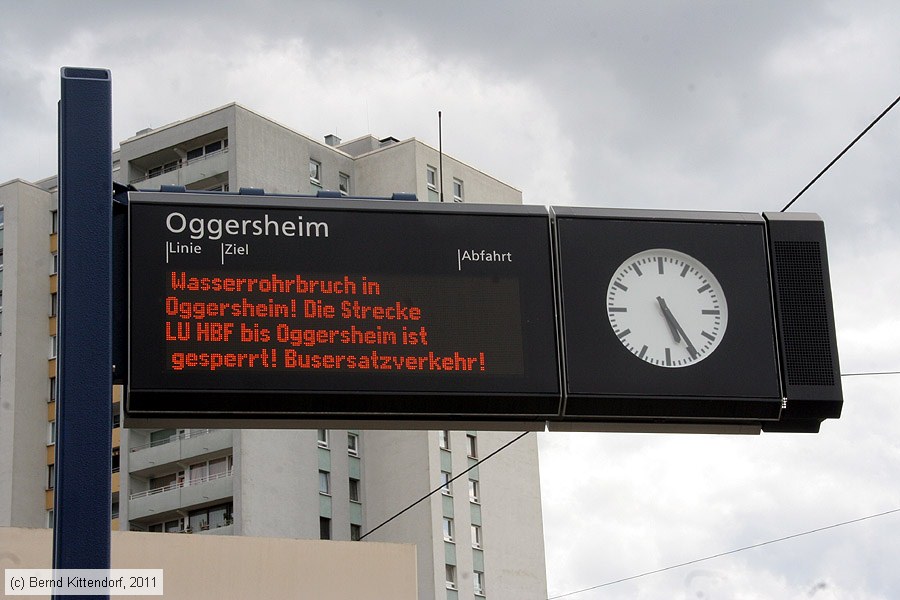 Oggersheim
Linie Ziel Abfahrt
Wasserrohrbruch in
Oggersheim! Die Strecke
LU HBF bis Oggersheim ist
gesperrt! Busersatzverkehr!
(c) Bernd Kittendorf, 2011